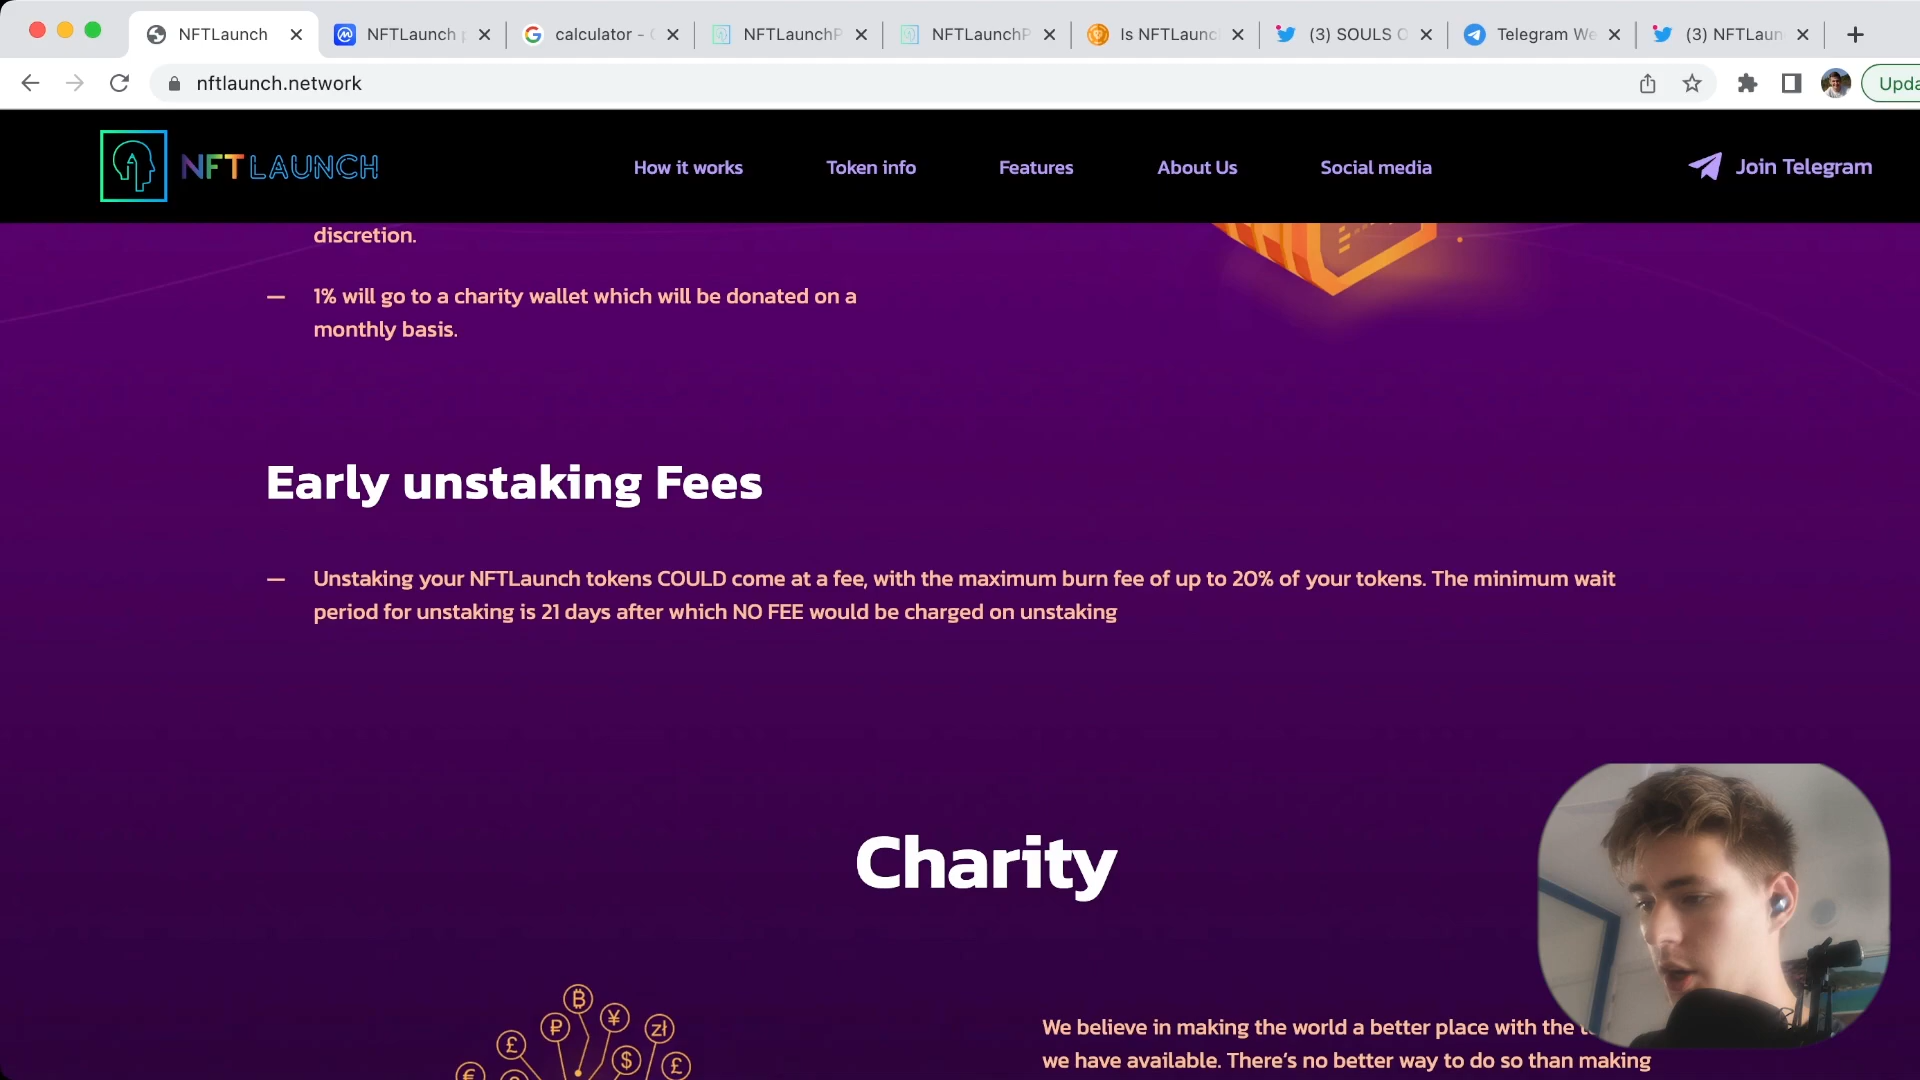 NFTLaunch
NFTLaunch
calculator -
NFTLaunchP
NFTLaunchP
Is NFTLaunc
(3) SOULS O
Telegram We
(3) NFTLaun
nftlaunch.network
Upda
NFT LAUNCH
How it works
Token info
Features
About Us
Social media
Join Telegram
discretion.
— 1% will go to a charity wallet which will be donated on a
monthly basis.
Early unstaking Fees
— Unstaking your NFTLaunch tokens COULD come at a fee, with the maximum burn fee of up to 20% of your tokens. The minimum wait
period for unstaking is 21 days after which NO FEE would be charged on unstaking
Charity
We believe in making the world a better place with the
we have available. There's no better way to do so than making